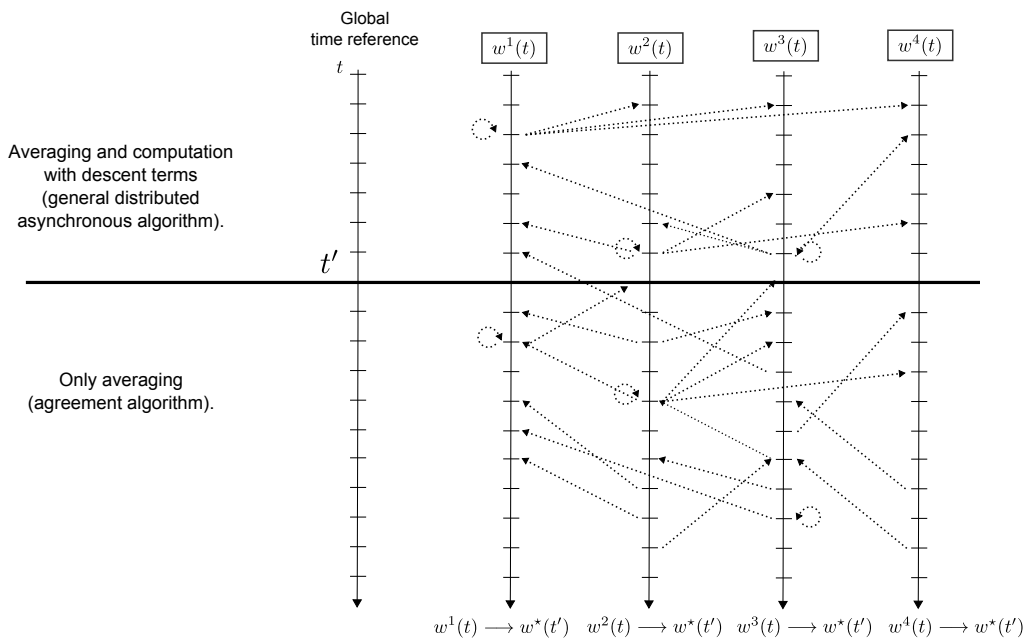 Global
time reference
t
w¹(t)
w²(t)
w³(t)
w⁴(t)
Averaging and computation
with descent terms
(general distributed
asynchronous algorithm).
t′
Only averaging
(agreement algorithm).
w¹(t) ⟶ w⋆(t′) w²(t) ⟶ w⋆(t′) w³(t) ⟶ w⋆(t′) w⁴(t) ⟶ w⋆(t′)